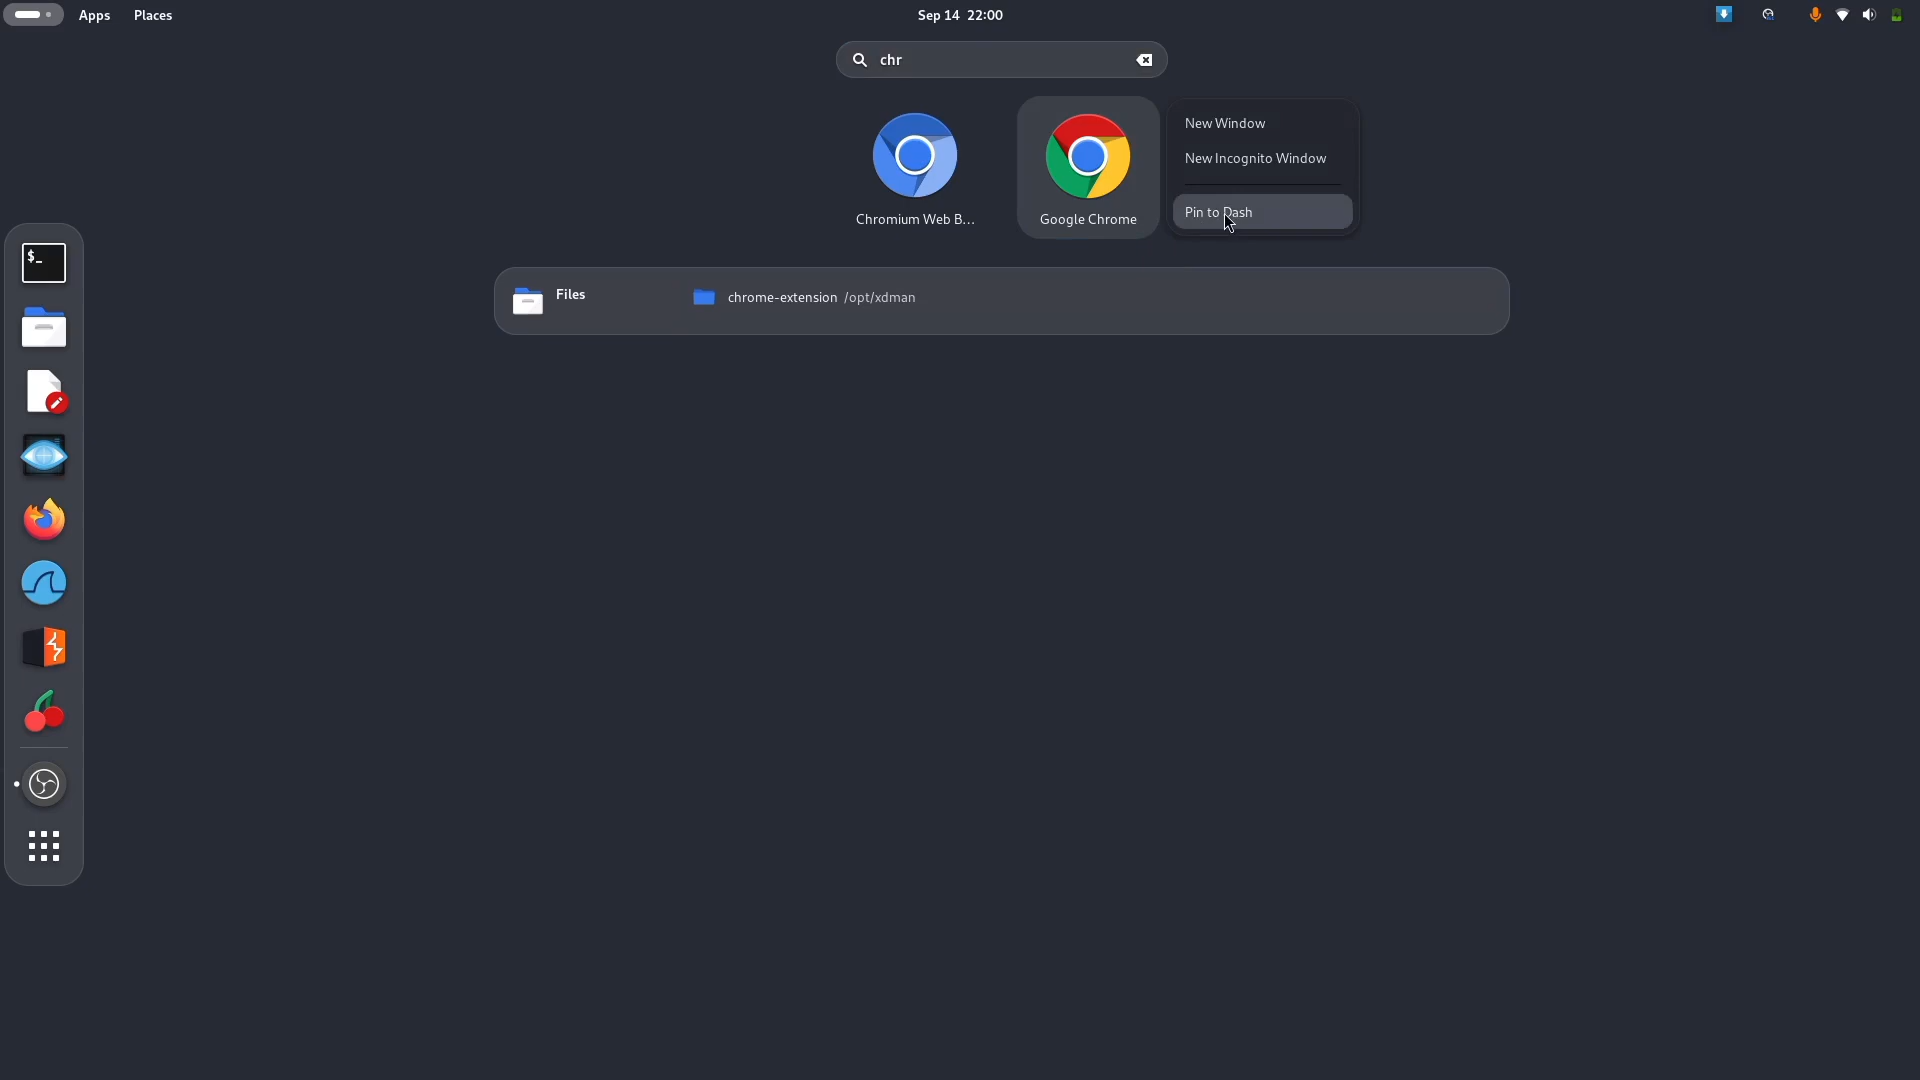 Apps Places Sep 14 22:00
chr
New Window
New Incognito Window
Chromium Web B... Google Chrome Pin to Dash
$_
Files chrome-extension /opt/xdman